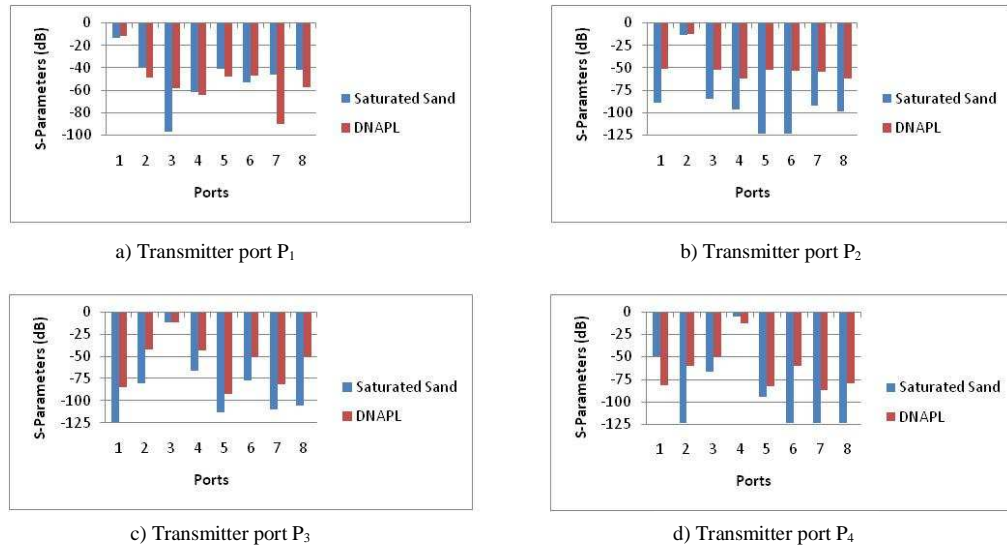 S-Parameters (dB)
0
-20
-40
-60
-80
-100
1 2 3 4 5 6 7 8
Ports
Saturated Sand
DNAPL
a) Transmitter port P₁
S-Paramters (dB)
0
-25
-50
-75
-100
-125
1 2 3 4 5 6 7 8
Ports
Saturated Sand
DNAPL
b) Transmitter port P₂
S-Parameters (dB)
0
-25
-50
-75
-100
-125
1 2 3 4 5 6 7 8
Ports
Saturated Sand
DNAPL
c) Transmitter port P₃
S-Parameters (dB)
0
-25
-50
-75
-100
-125
1 2 3 4 5 6 7 8
Ports
Saturated Sand
DNAPL
d) Transmitter port P₄